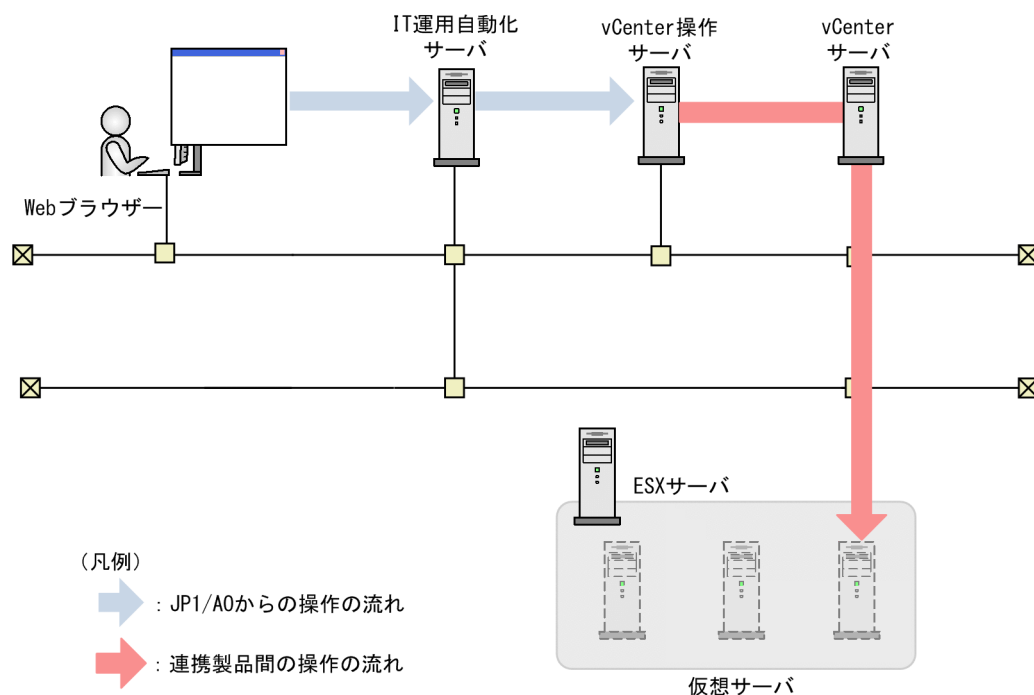 IT運用自動化
サーバ
vCenter操作
サーバ
vCenter
サーバ
Webブラウザー
ESXサーバ
(凡例)
: JP1/AOからの操作の流れ
: 連携製品間の操作の流れ
仮想サーバ